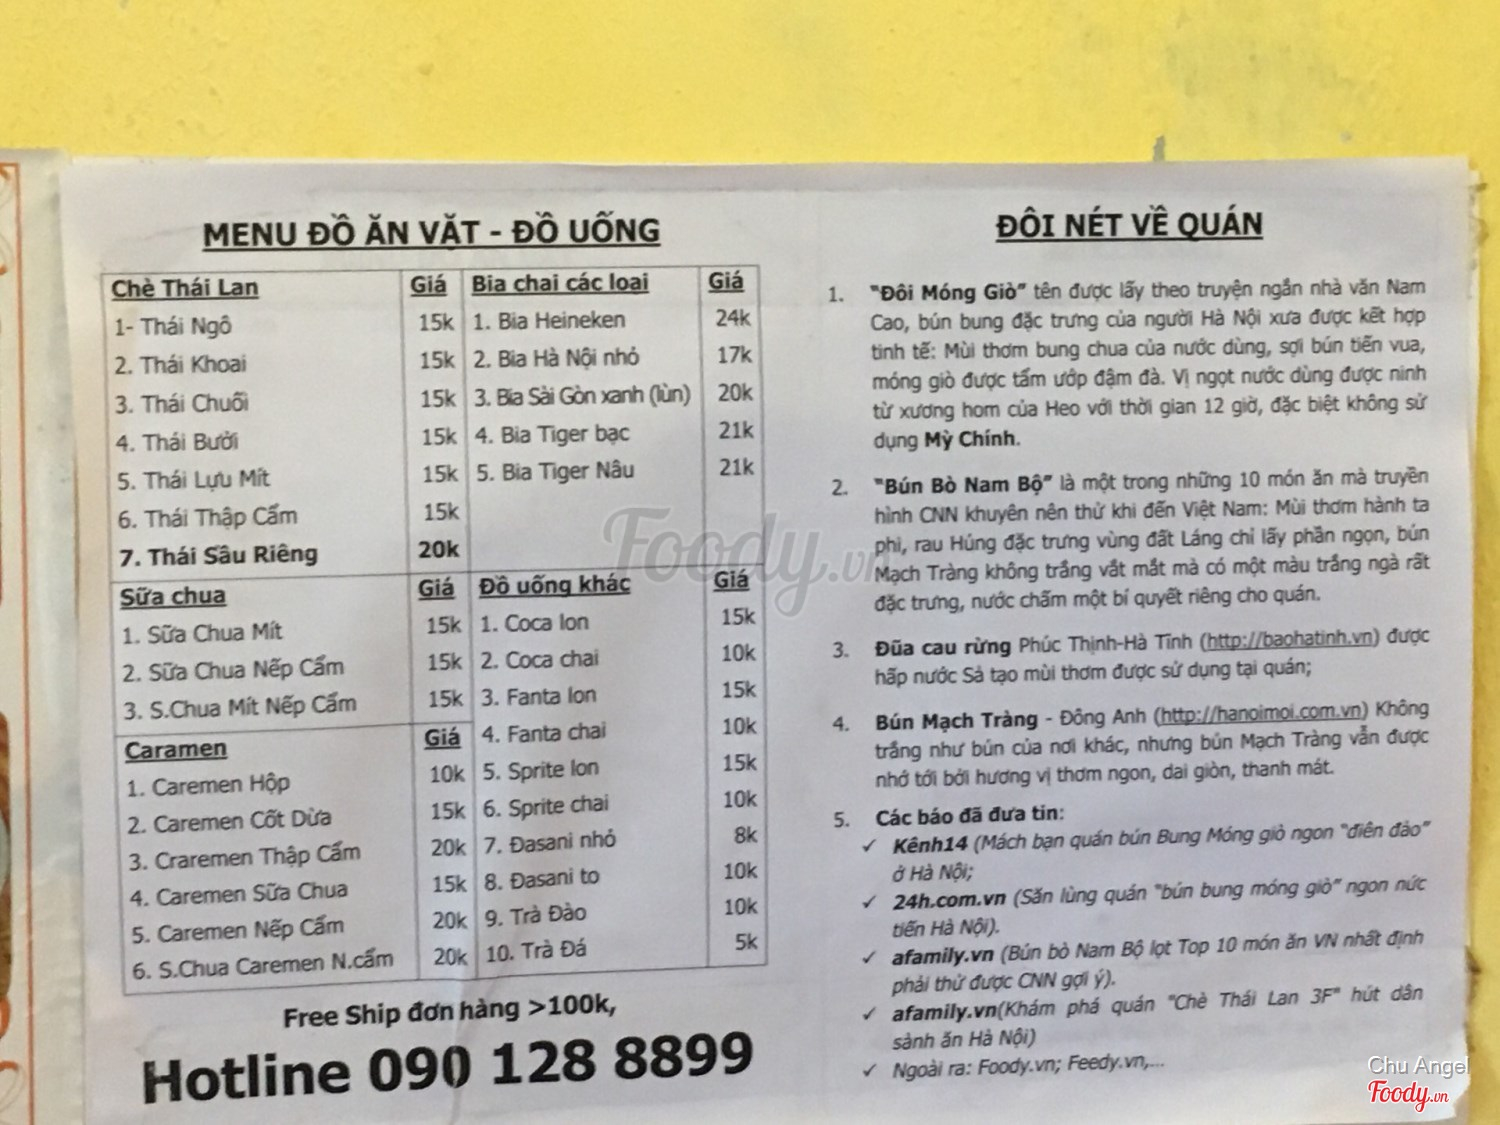 MENU ĐỒ ĂN VẶT - ĐỒ UỐNG
Chè Thái Lan Giá
1- Thái Ngô 15k
2. Thái Khoai 15k
3. Thái Chuối 15k
4. Thái Bưởi 15k
5. Thái Lựu Mít 15k
6. Thái Thập Cẩm 15k
7. Thái Sầu Riêng 20k
Sữa chua Giá
1. Sữa Chua Mít 15k
2. Sữa Chua Nếp Cẩm 15k
3. S.Chua Mít Nếp Cẩm 15k
Caramen Giá
1. Caremen Hộp 10k
2. Caremen Cốt Dừa 15k
3. Craremen Thập Cẩm 20k
4. Caremen Sữa Chua 15k
5. Caremen Nếp Cẩm 20k
6. S.Chua Caremen N.cẩm 20k
Bia chai các loại Giá
1. Bia Heineken 24k
2. Bia Hà Nội nhỏ 17k
3. Bia Sài Gòn xanh (lùn) 20k
4. Bia Tiger bạc 21k
5. Bia Tiger Nâu 21k
Đồ uống khác Giá
1. Coca lon 15k
2. Coca chai 10k
3. Fanta lon 15k
4. Fanta chai 10k
5. Sprite lon 15k
6. Sprite chai 10k
7. Đasani nhỏ 8k
8. Đasani to 10k
9. Trà Đào 10k
10. Trà Đá 5k
Free Ship đơn hàng >100k,
Hotline 090 128 8899
ĐÔI NÉT VỀ QUÁN
1. "Đôi Móng Giò" tên được lấy theo truyện ngắn nhà văn Nam
Cao, bún bung đặc trưng của người Hà Nội xưa được kết hợp
tinh tế: Mùi thơm bung chua của nước dùng, sợi bún tiến vua,
móng giò được tẩm ướp đậm đà. Vị ngọt nước dùng được ninh
từ xương hom của Heo với thời gian 12 giờ, đặc biệt không sử
dụng Mỳ Chính.
2. "Bún Bò Nam Bộ" là một trong những 10 món ăn mà truyền
hình CNN khuyên nên thử khi đến Việt Nam: Mùi thơm hành ta
phi, rau Húng đặc trưng vùng đất Láng chỉ lấy phần ngọn, bún
Mạch Tràng không trắng vắt mắt mà có một màu trắng ngà rất
đặc trưng, nước chấm một bí quyết riêng cho quán.
3. Đũa cau rừng Phúc Thịnh-Hà Tĩnh (http://baohatinh.vn) được
hấp nước Sả tạo mùi thơm được sử dụng tại quán;
4. Bún Mạch Tràng - Đông Anh (http://hanoimoi.com.vn) Không
trắng như bún của nơi khác, nhưng bún Mạch Tràng vẫn được
nhớ tới bởi hương vị thơm ngon, dai giòn, thanh mát.
5. Các báo đã đưa tin:
✓ Kênh14 (Mách bạn quán bún Bung Móng giò ngon "điên đảo"
ở Hà Nội;
✓ 24h.com.vn (Săn lùng quán "bún bung móng giò" ngon nức
tiến Hà Nội).
✓ afamily.vn (Bún bò Nam Bộ lọt Top 10 món ăn VN nhất định
phải thử được CNN gợi ý).
✓ afamily.vn(Khám phá quán "Chè Thái Lan 3F" hút dân
sành ăn Hà Nội)
✓ Ngoài ra: Foody.vn; Feedy.vn,...
Foody.vn
Chu Angel
Foody.vn